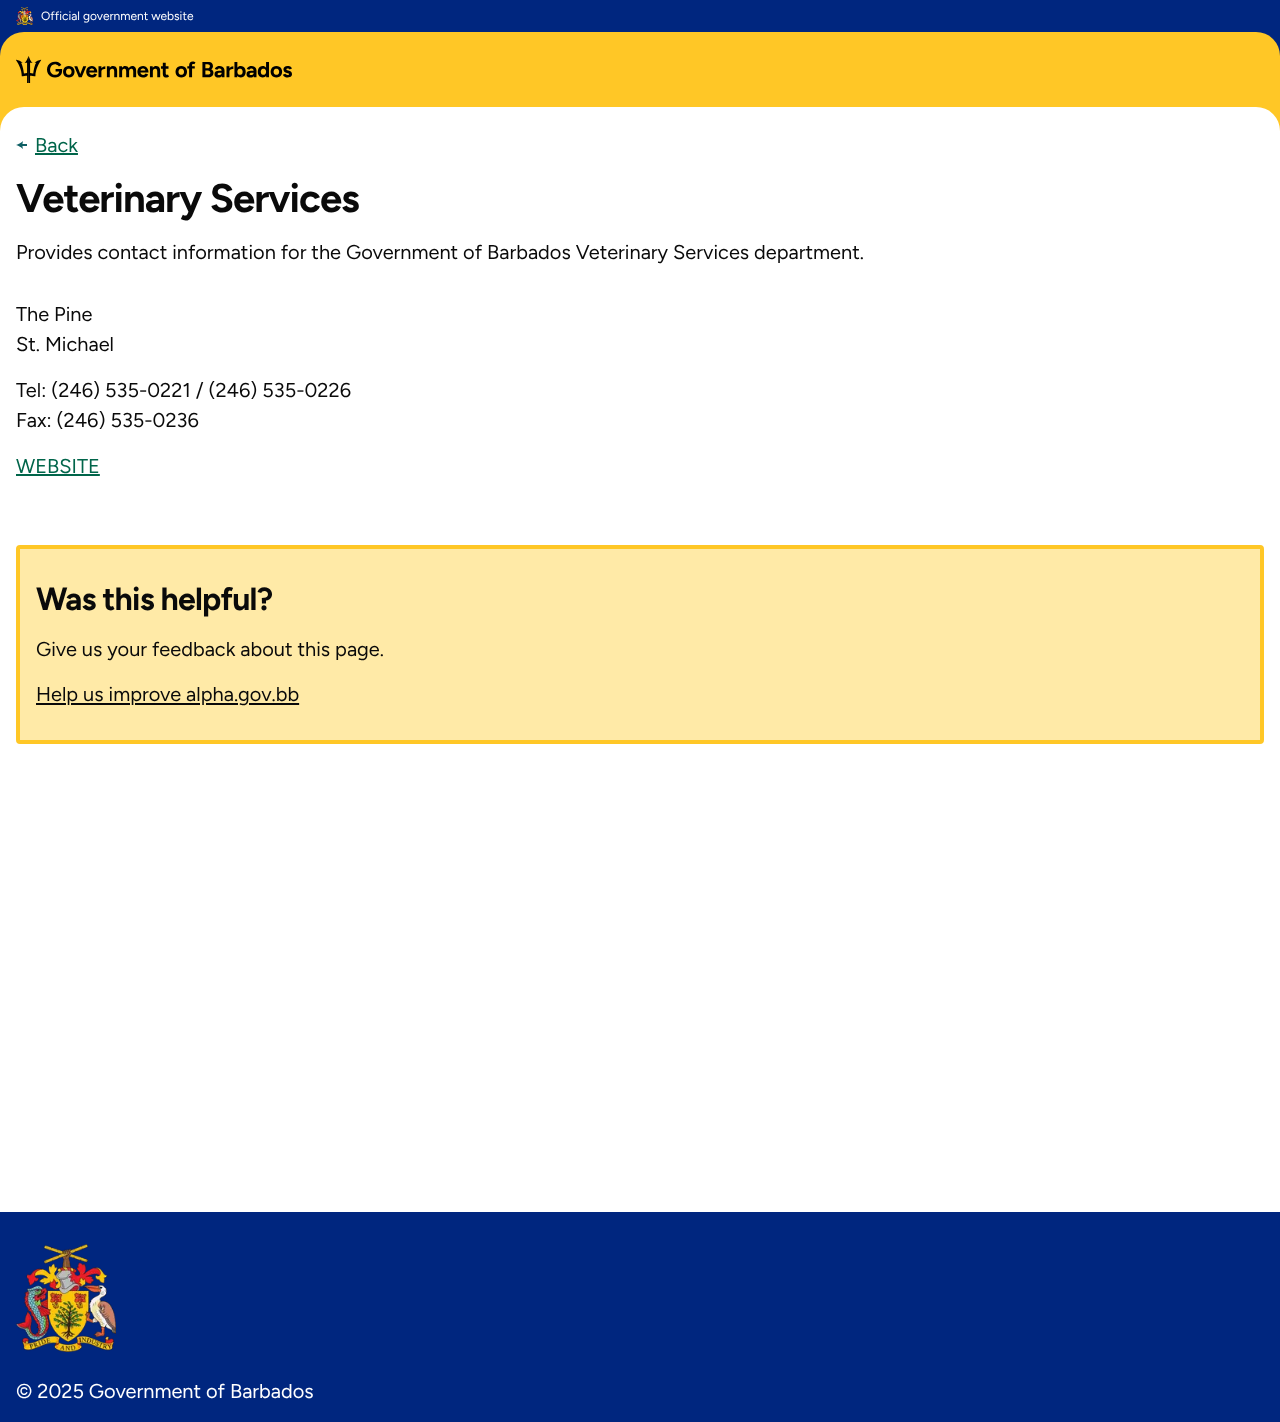 Official government website
Government of Barbados
Back
Veterinary Services
Provides contact information for the Government of Barbados Veterinary Services department.
The Pine
St. Michael
Tel: (246) 535-0221 / (246) 535-0226
Fax: (246) 535-0236
WEBSITE
Was this helpful?
Give us your feedback about this page.
Help us improve alpha.gov.bb
PRIDE AND INDUSTRY
© 2025 Government of Barbados